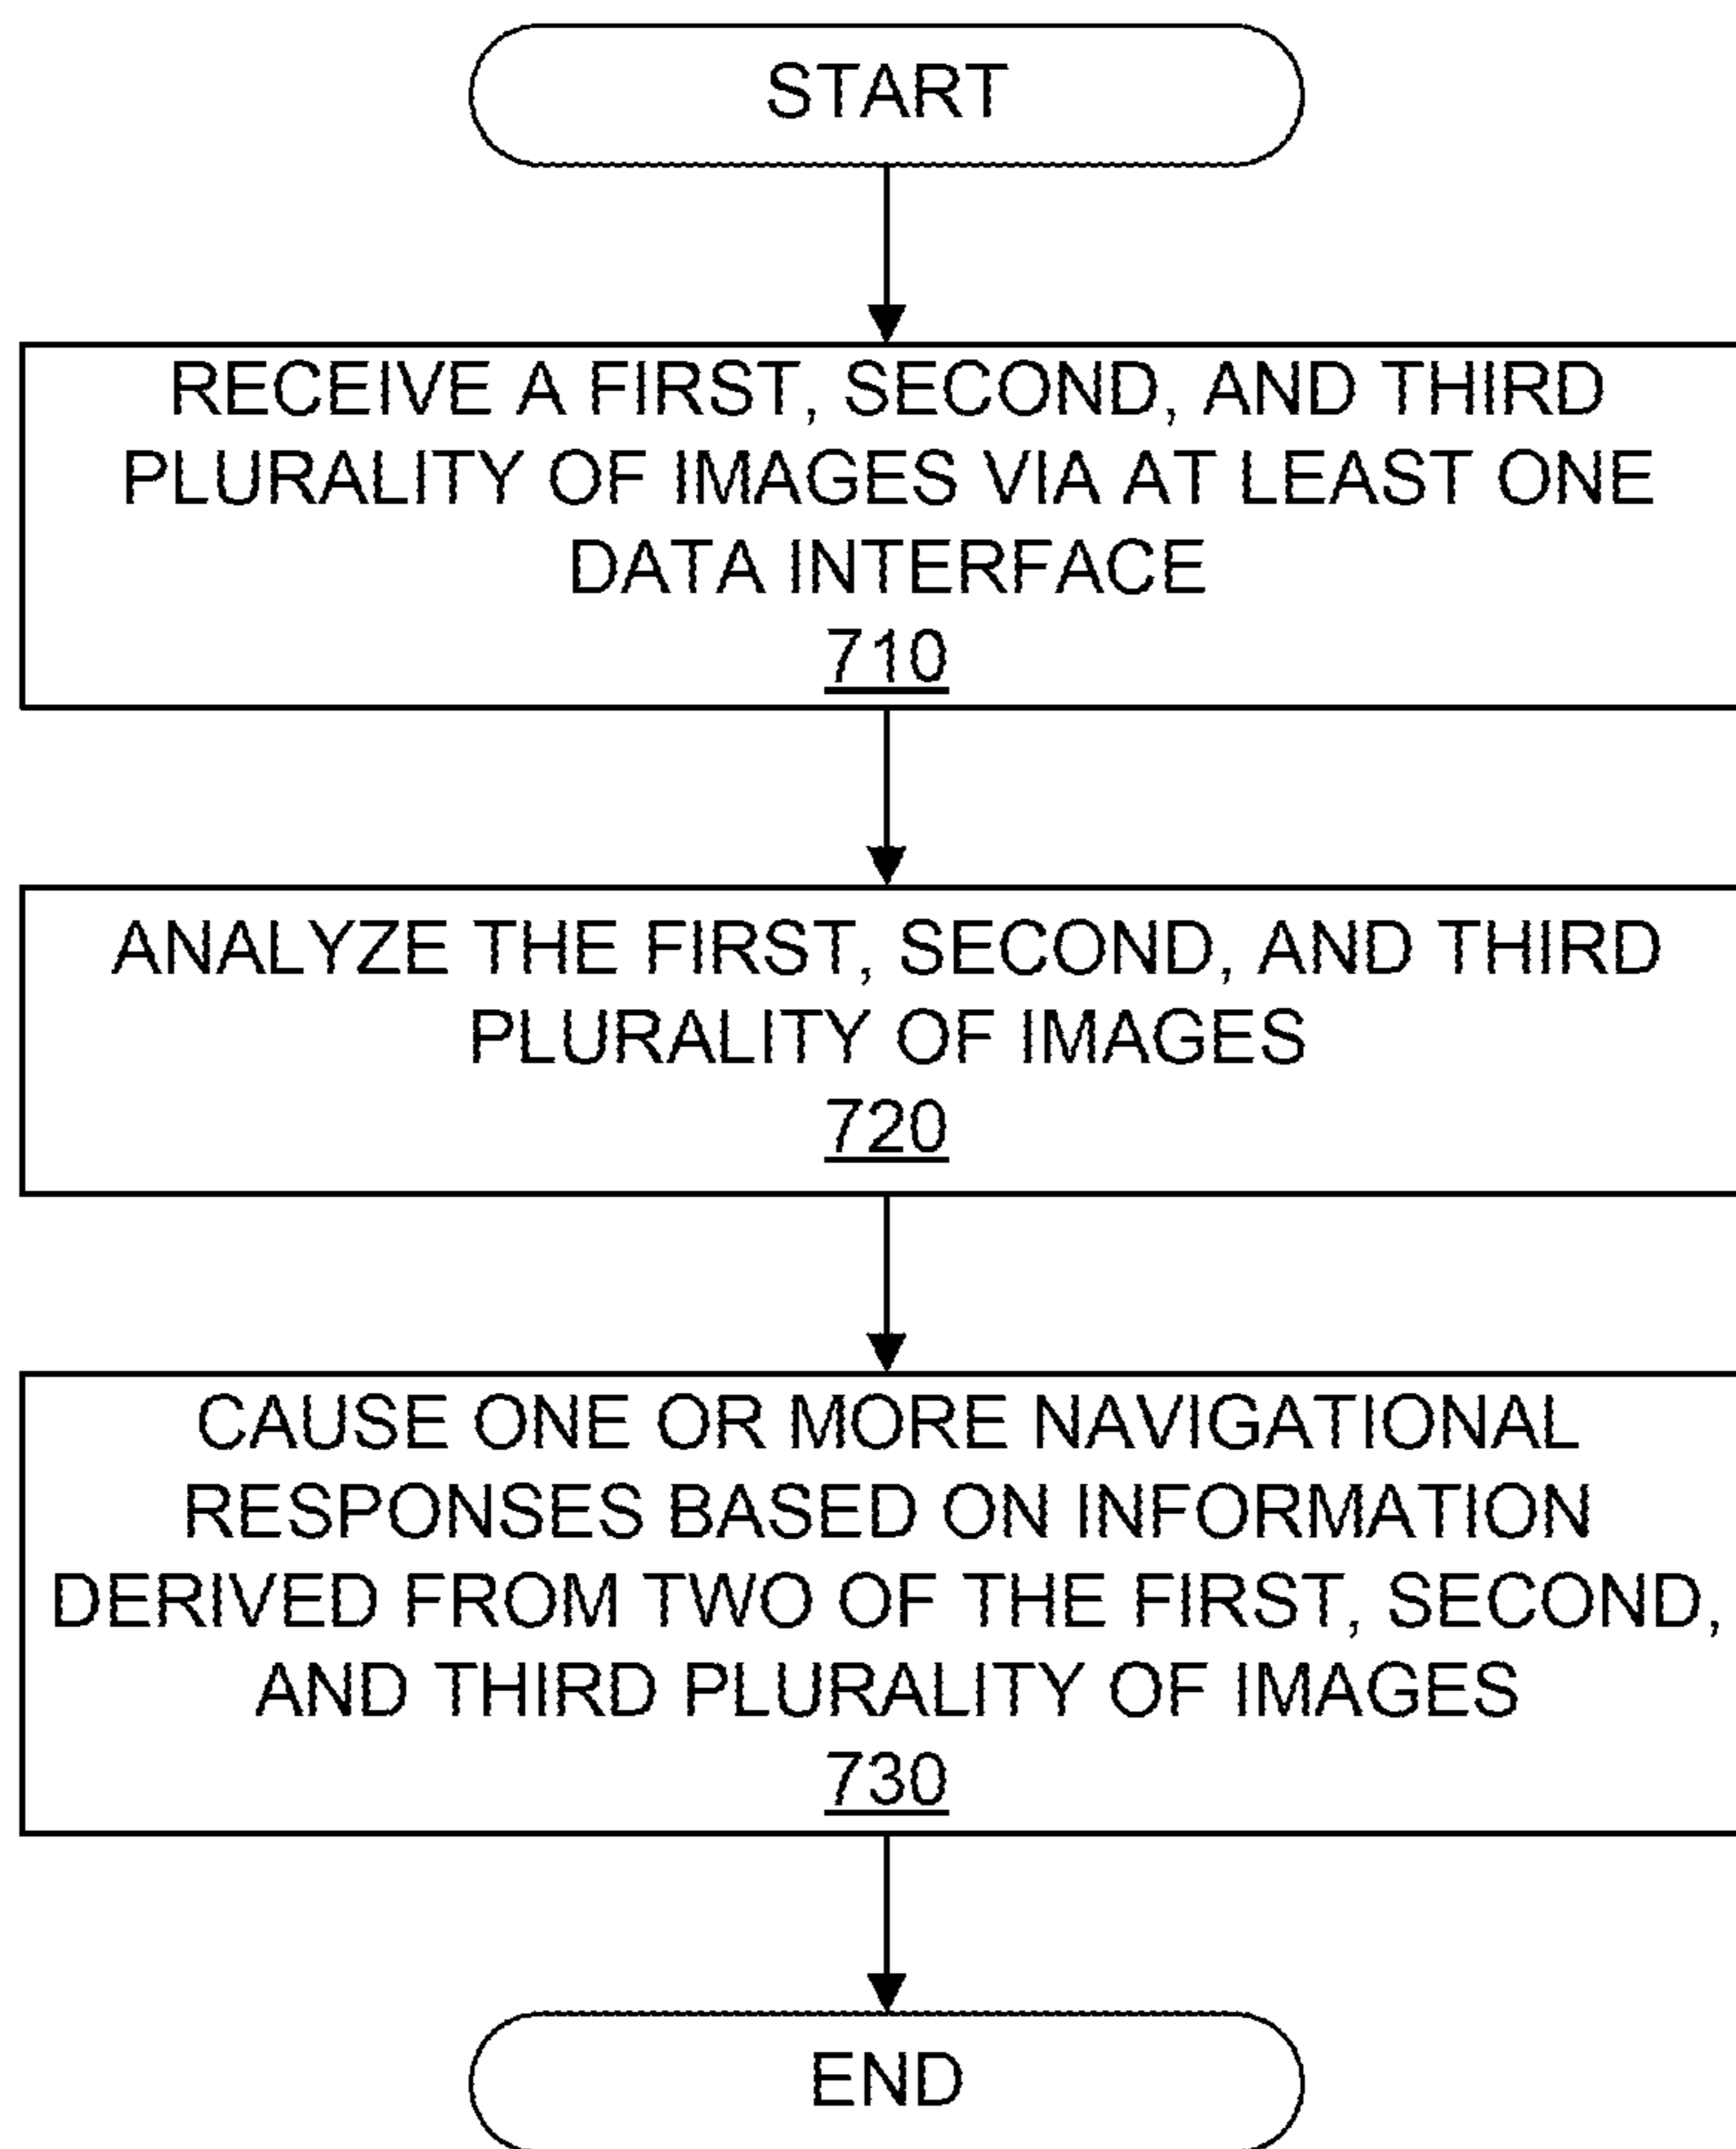 START
RECEIVE A FIRST, SECOND, AND THIRD
PLURALITY OF IMAGES VIA AT LEAST ONE
DATA INTERFACE
710
ANALYZE THE FIRST, SECOND, AND THIRD
PLURALITY OF IMAGES
720
CAUSE ONE OR MORE NAVIGATIONAL
RESPONSES BASED ON INFORMATION
DERIVED FROM TWO OF THE FIRST, SECOND,
AND THIRD PLURALITY OF IMAGES
730
END